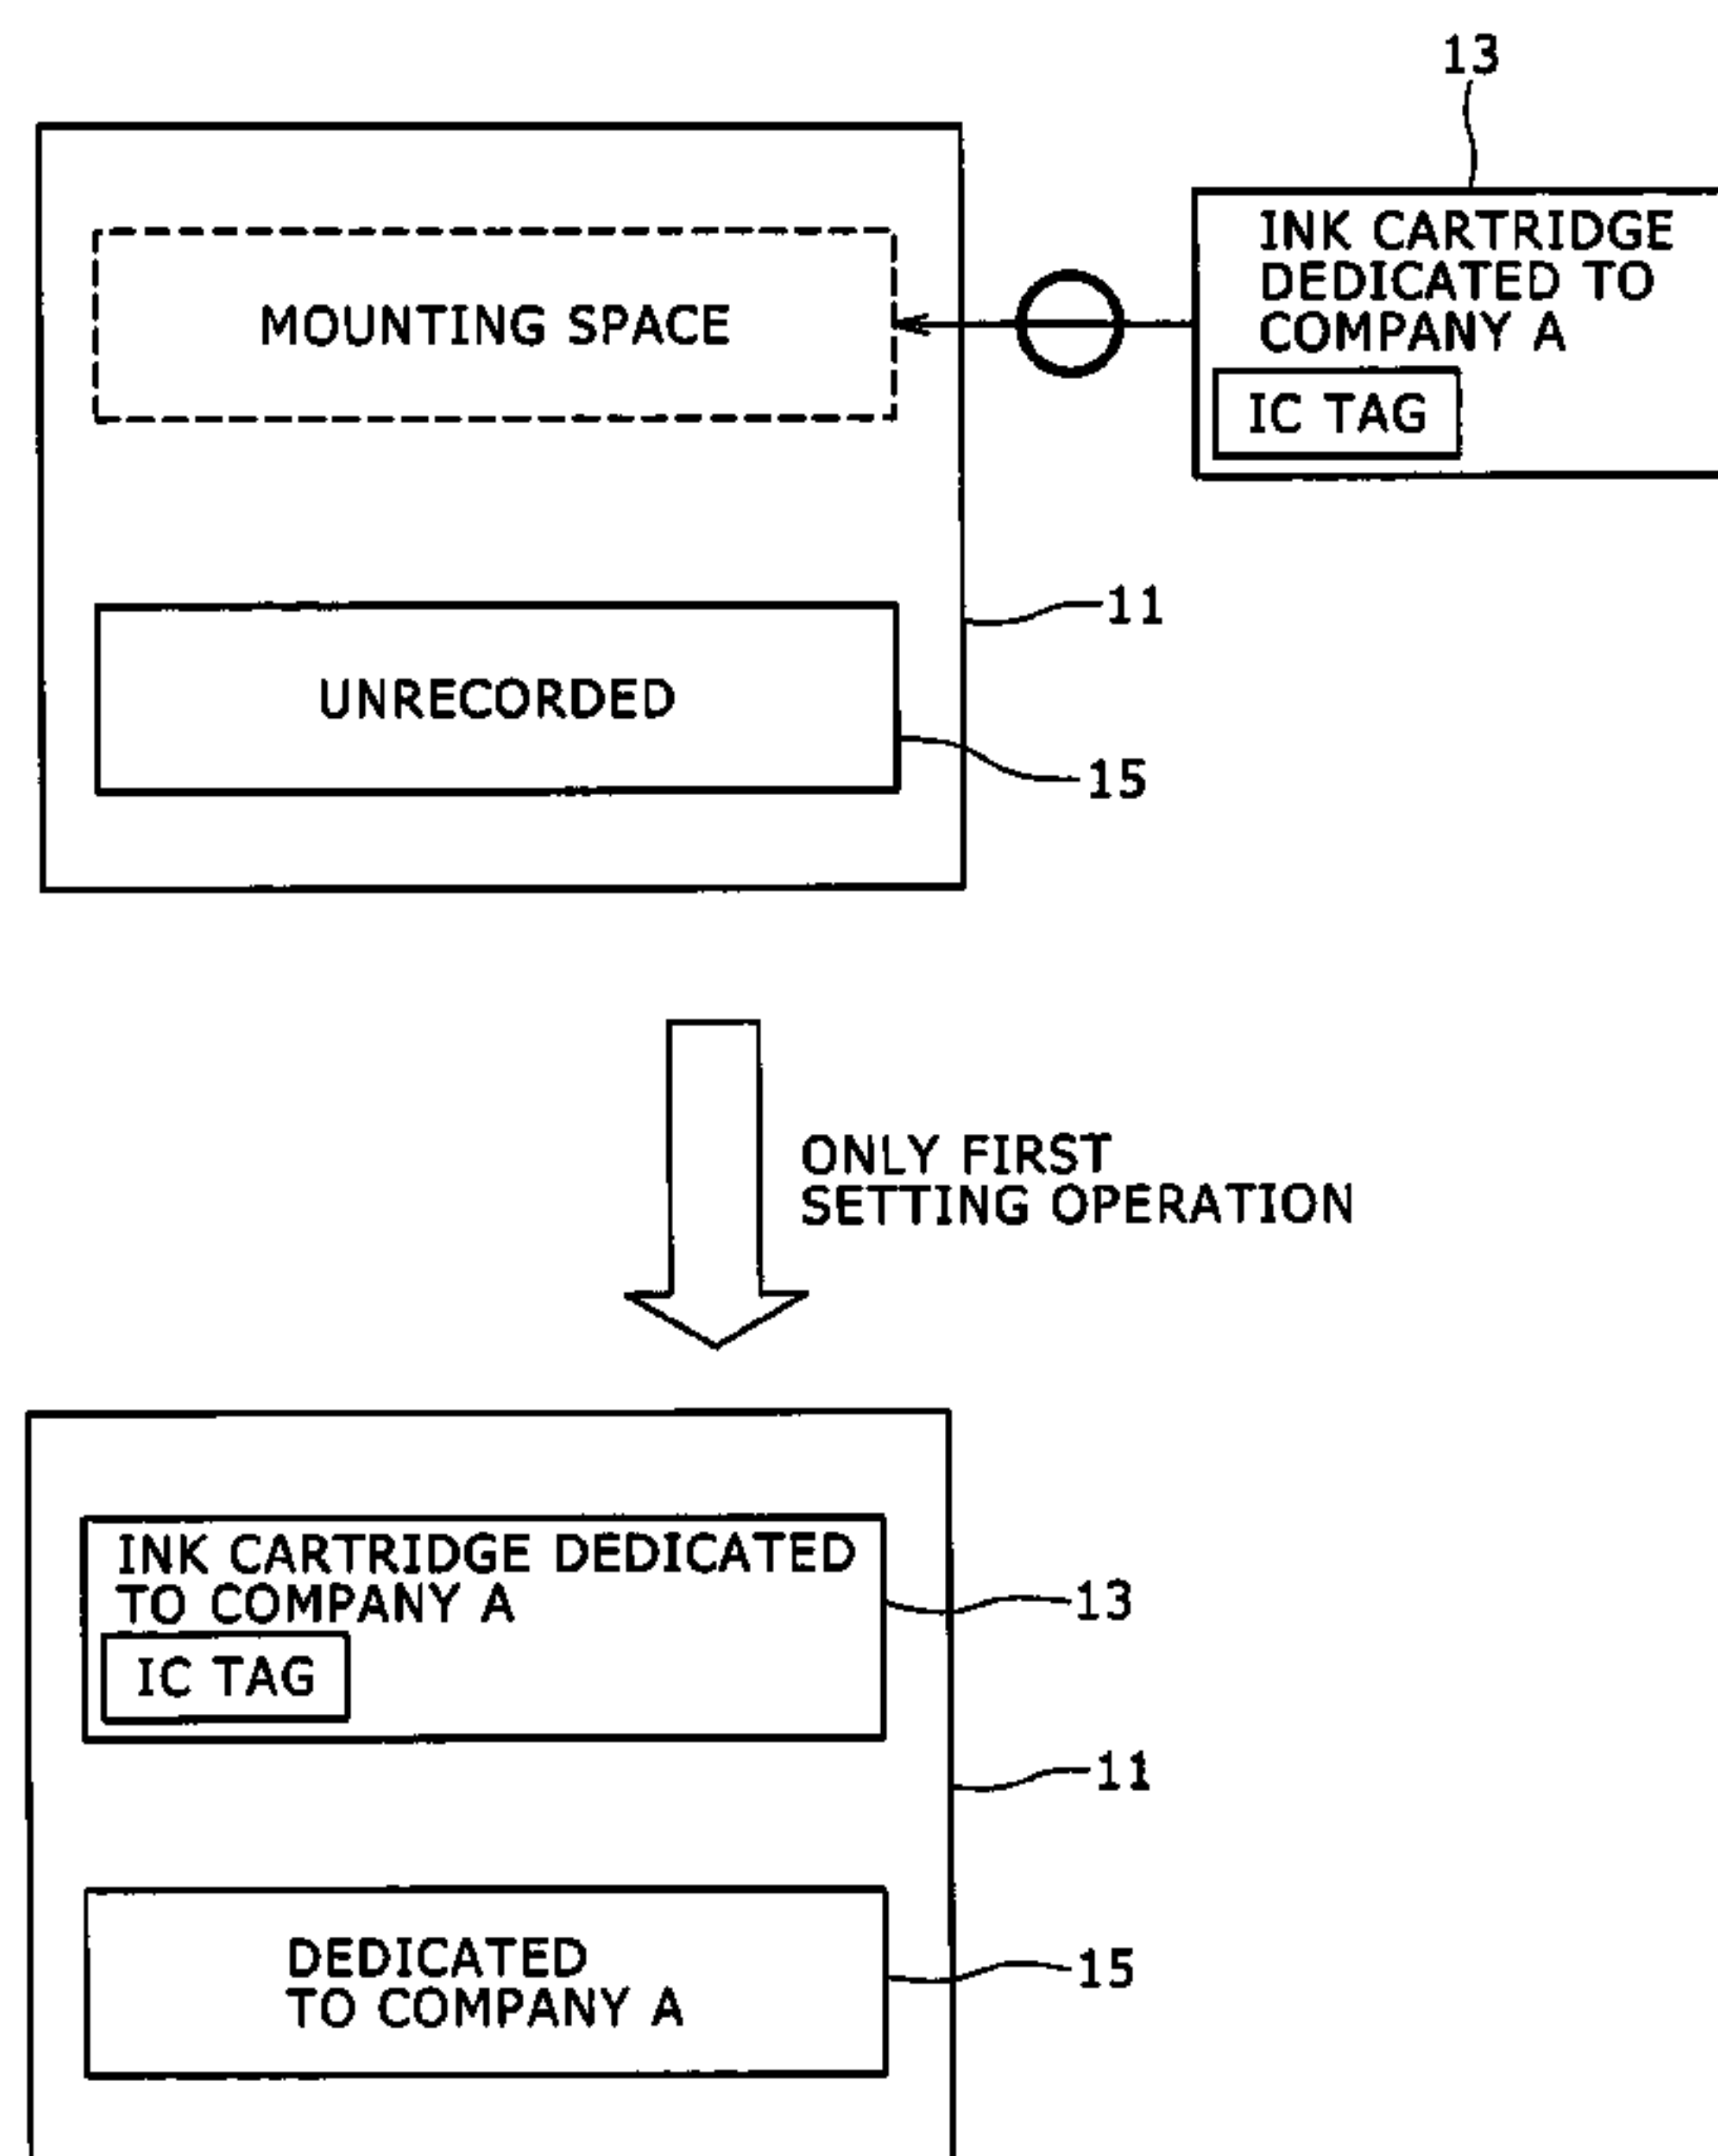 13
INK CARTRIDGE
DEDICATED TO
COMPANY A
IC TAG
MOUNTING SPACE
11
UNRECORDED
15
ONLY FIRST
SETTING OPERATION
INK CARTRIDGE DEDICATED
TO COMPANY A
IC TAG
13
11
DEDICATED
TO COMPANY A
15